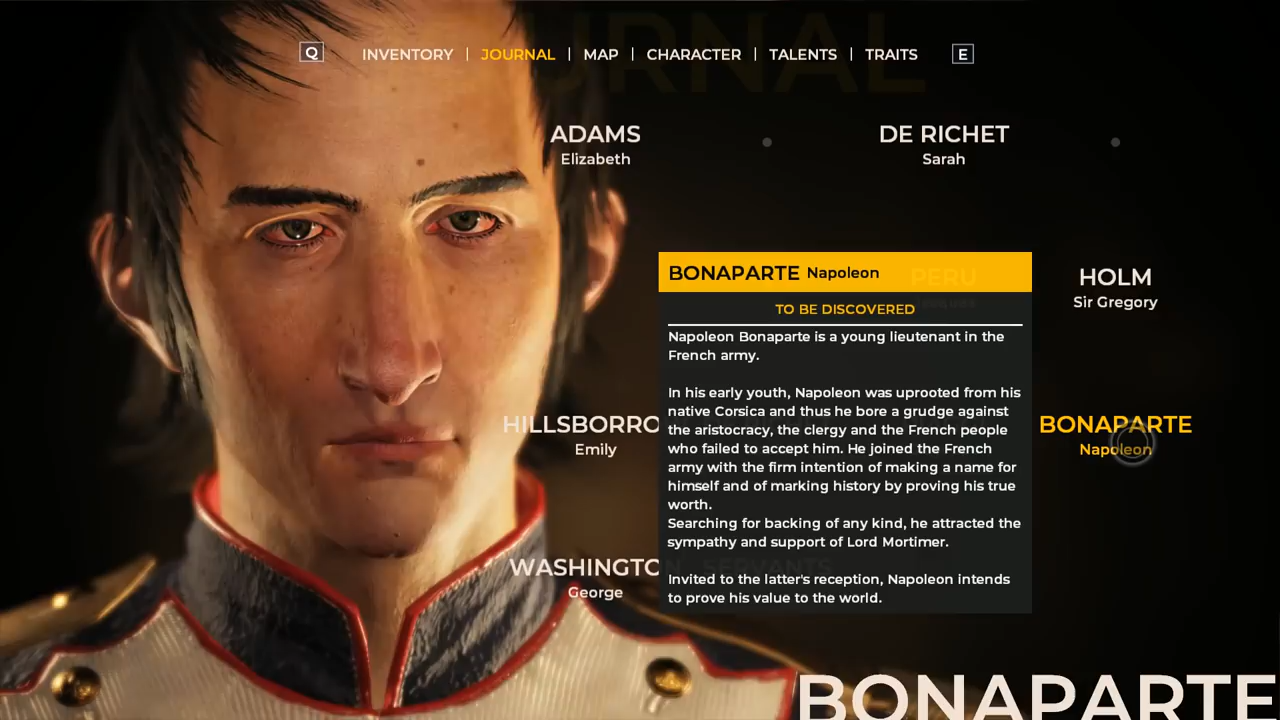 URNAL
Q INVENTORY | JOURNAL | MAP | CHARACTER | TALENTS | TRAITS E
ADAMS
Elizabeth
DE RICHET
Sarah
BONAPARTE Napoleon
PERU
HOLM
Sir Gregory
TO BE DISCOVERED
Napoleon Bonaparte is a young lieutenant in the
French army.
In his early youth, Napoleon was uprooted from his
native Corsica and thus he bore a grudge against
the aristocracy, the clergy and the French people
who failed to accept him. He joined the French
army with the firm intention of making a name for
himself and of marking history by proving his true
worth.
Searching for backing of any kind, he attracted the
sympathy and support of Lord Mortimer.
Invited to the latter's reception, Napoleon intends
to prove his value to the world.
HILLSBORRO
Emily
BONAPARTE
Napoleon
WASHINGTO
George
SERVANTS
BONAPARTE